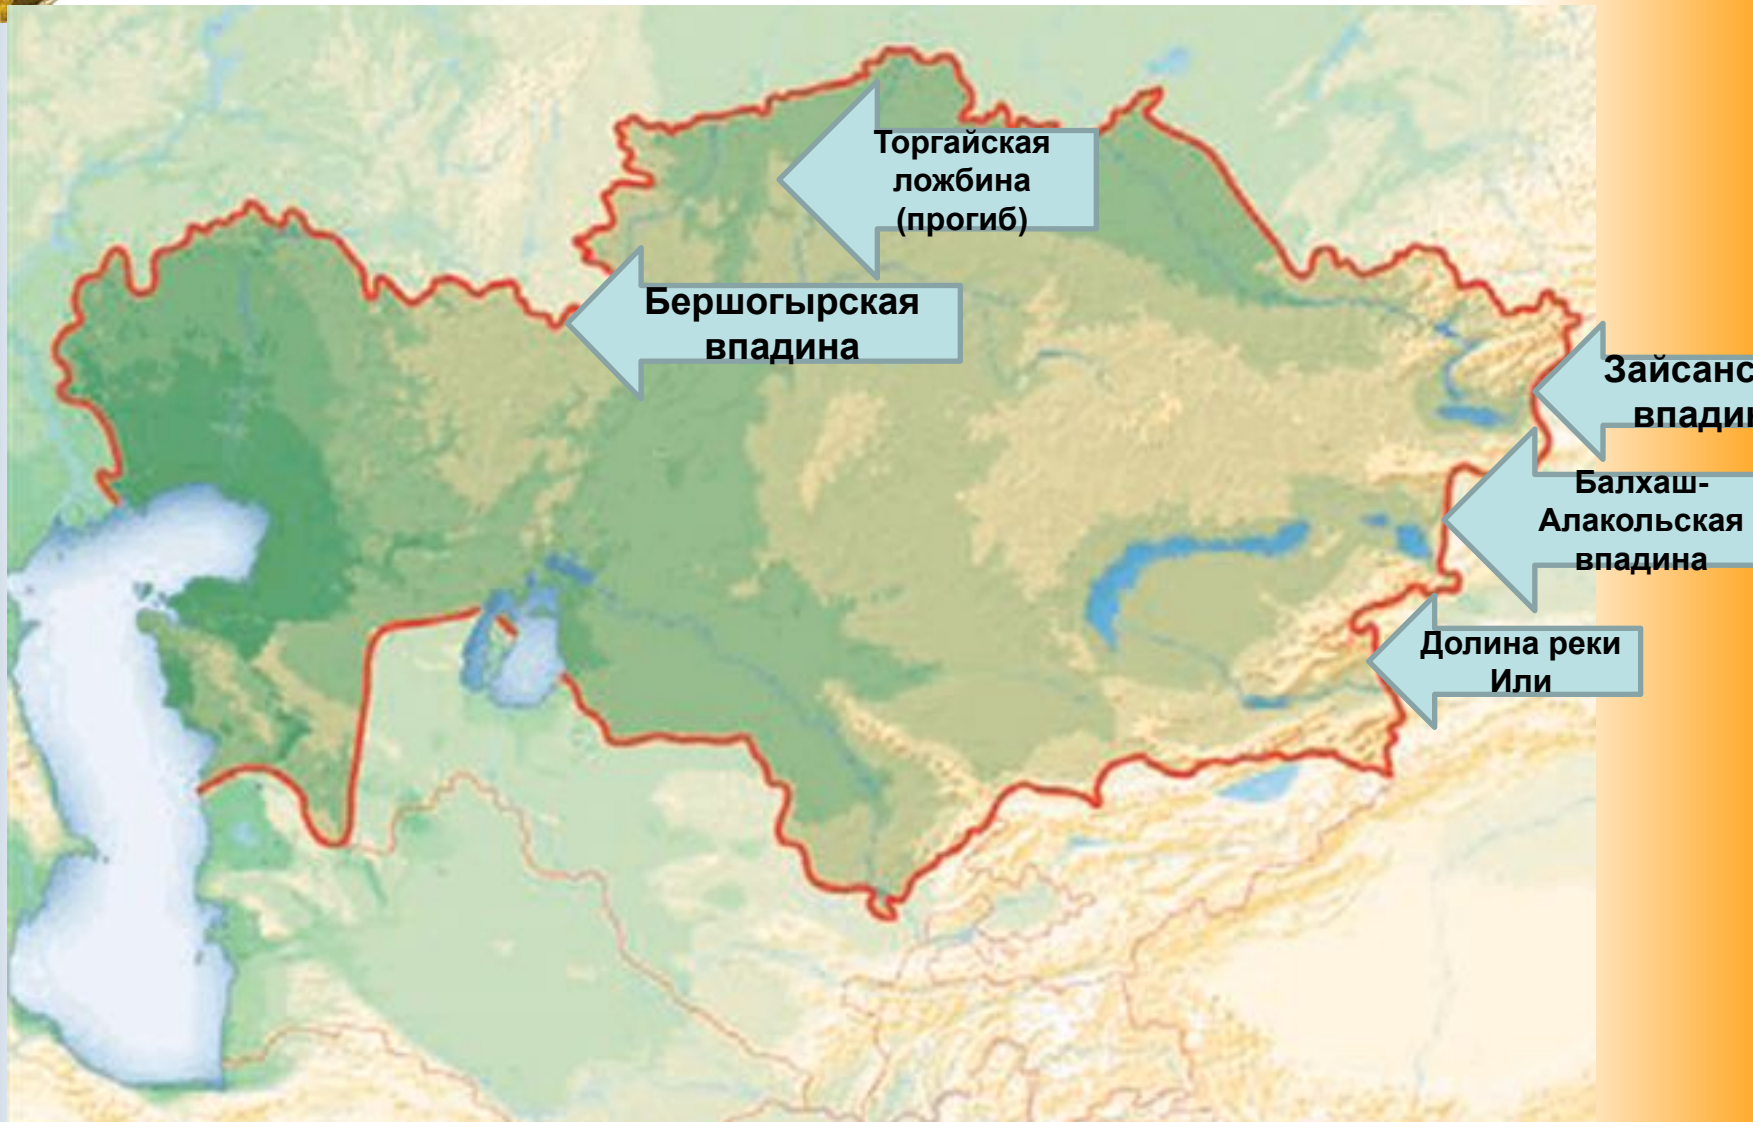 Торгайская
ложбина
(прогиб)
Бершогырская
впадина
Балхаш-
Алакольская
впадина
Долина реки
Или